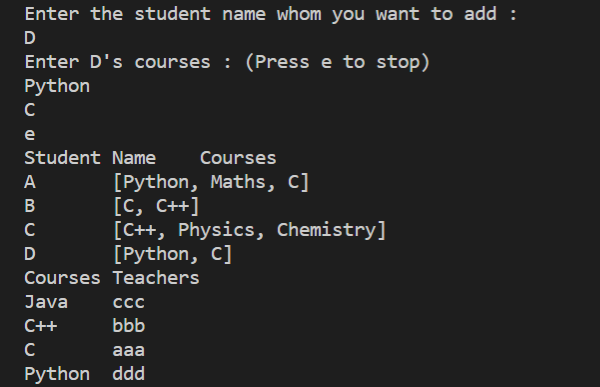 Enter the student name whom you want to add :
D
Enter D's courses : (Press e to stop)
Python
C
e
Student Name    Courses
A       [Python, Maths, C]
B       [C, C++]
C       [C++, Physics, Chemistry]
D       [Python, C]
Courses Teachers
Java    ccc
C++     bbb
C       aaa
Python  ddd